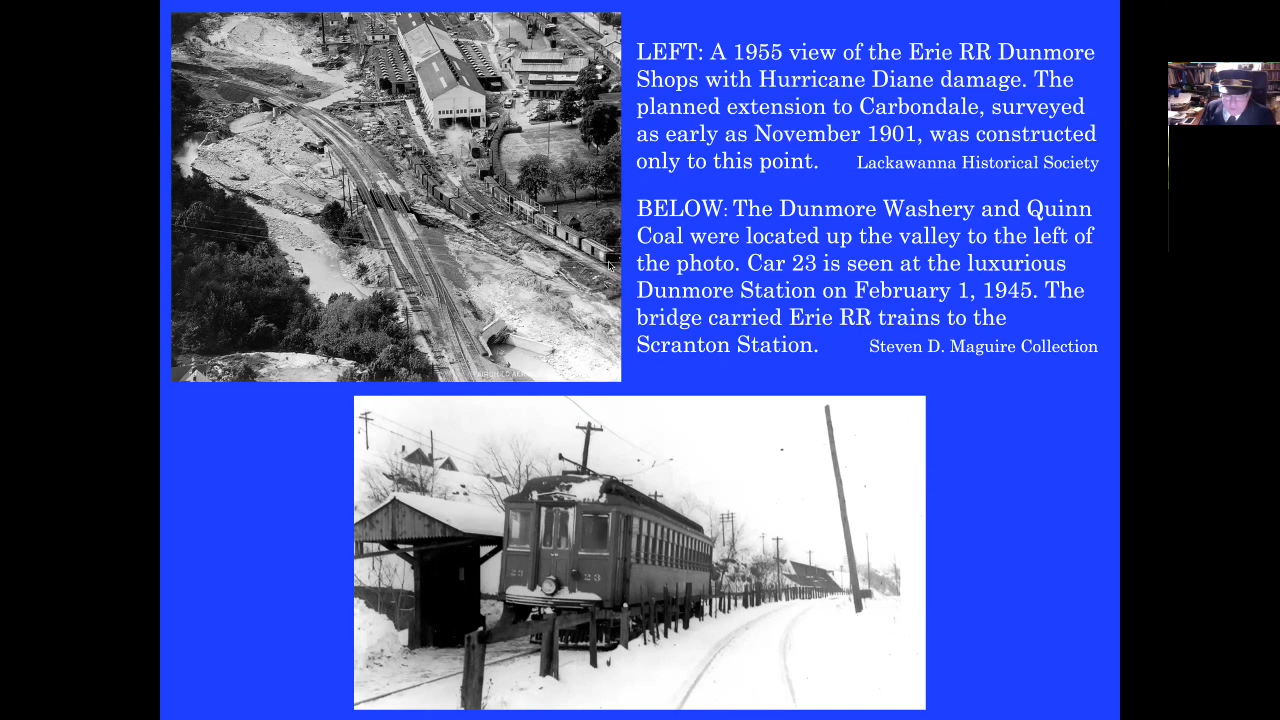 LEFT: A 1955 view of the Erie RR Dunmore
Shops with Hurricane Diane damage. The
planned extension to Carbondale, surveyed
as early as November 1901, was constructed
only to this point. Lackawanna Historical Society
BELOW: The Dunmore Washery and Quinn
Coal were located up the valley to the left of
the photo. Car 23 is seen at the luxurious
Dunmore Station on February 1, 1945. The
bridge carried Erie RR trains to the
Scranton Station. Steven D. Maguire Collection
23 23